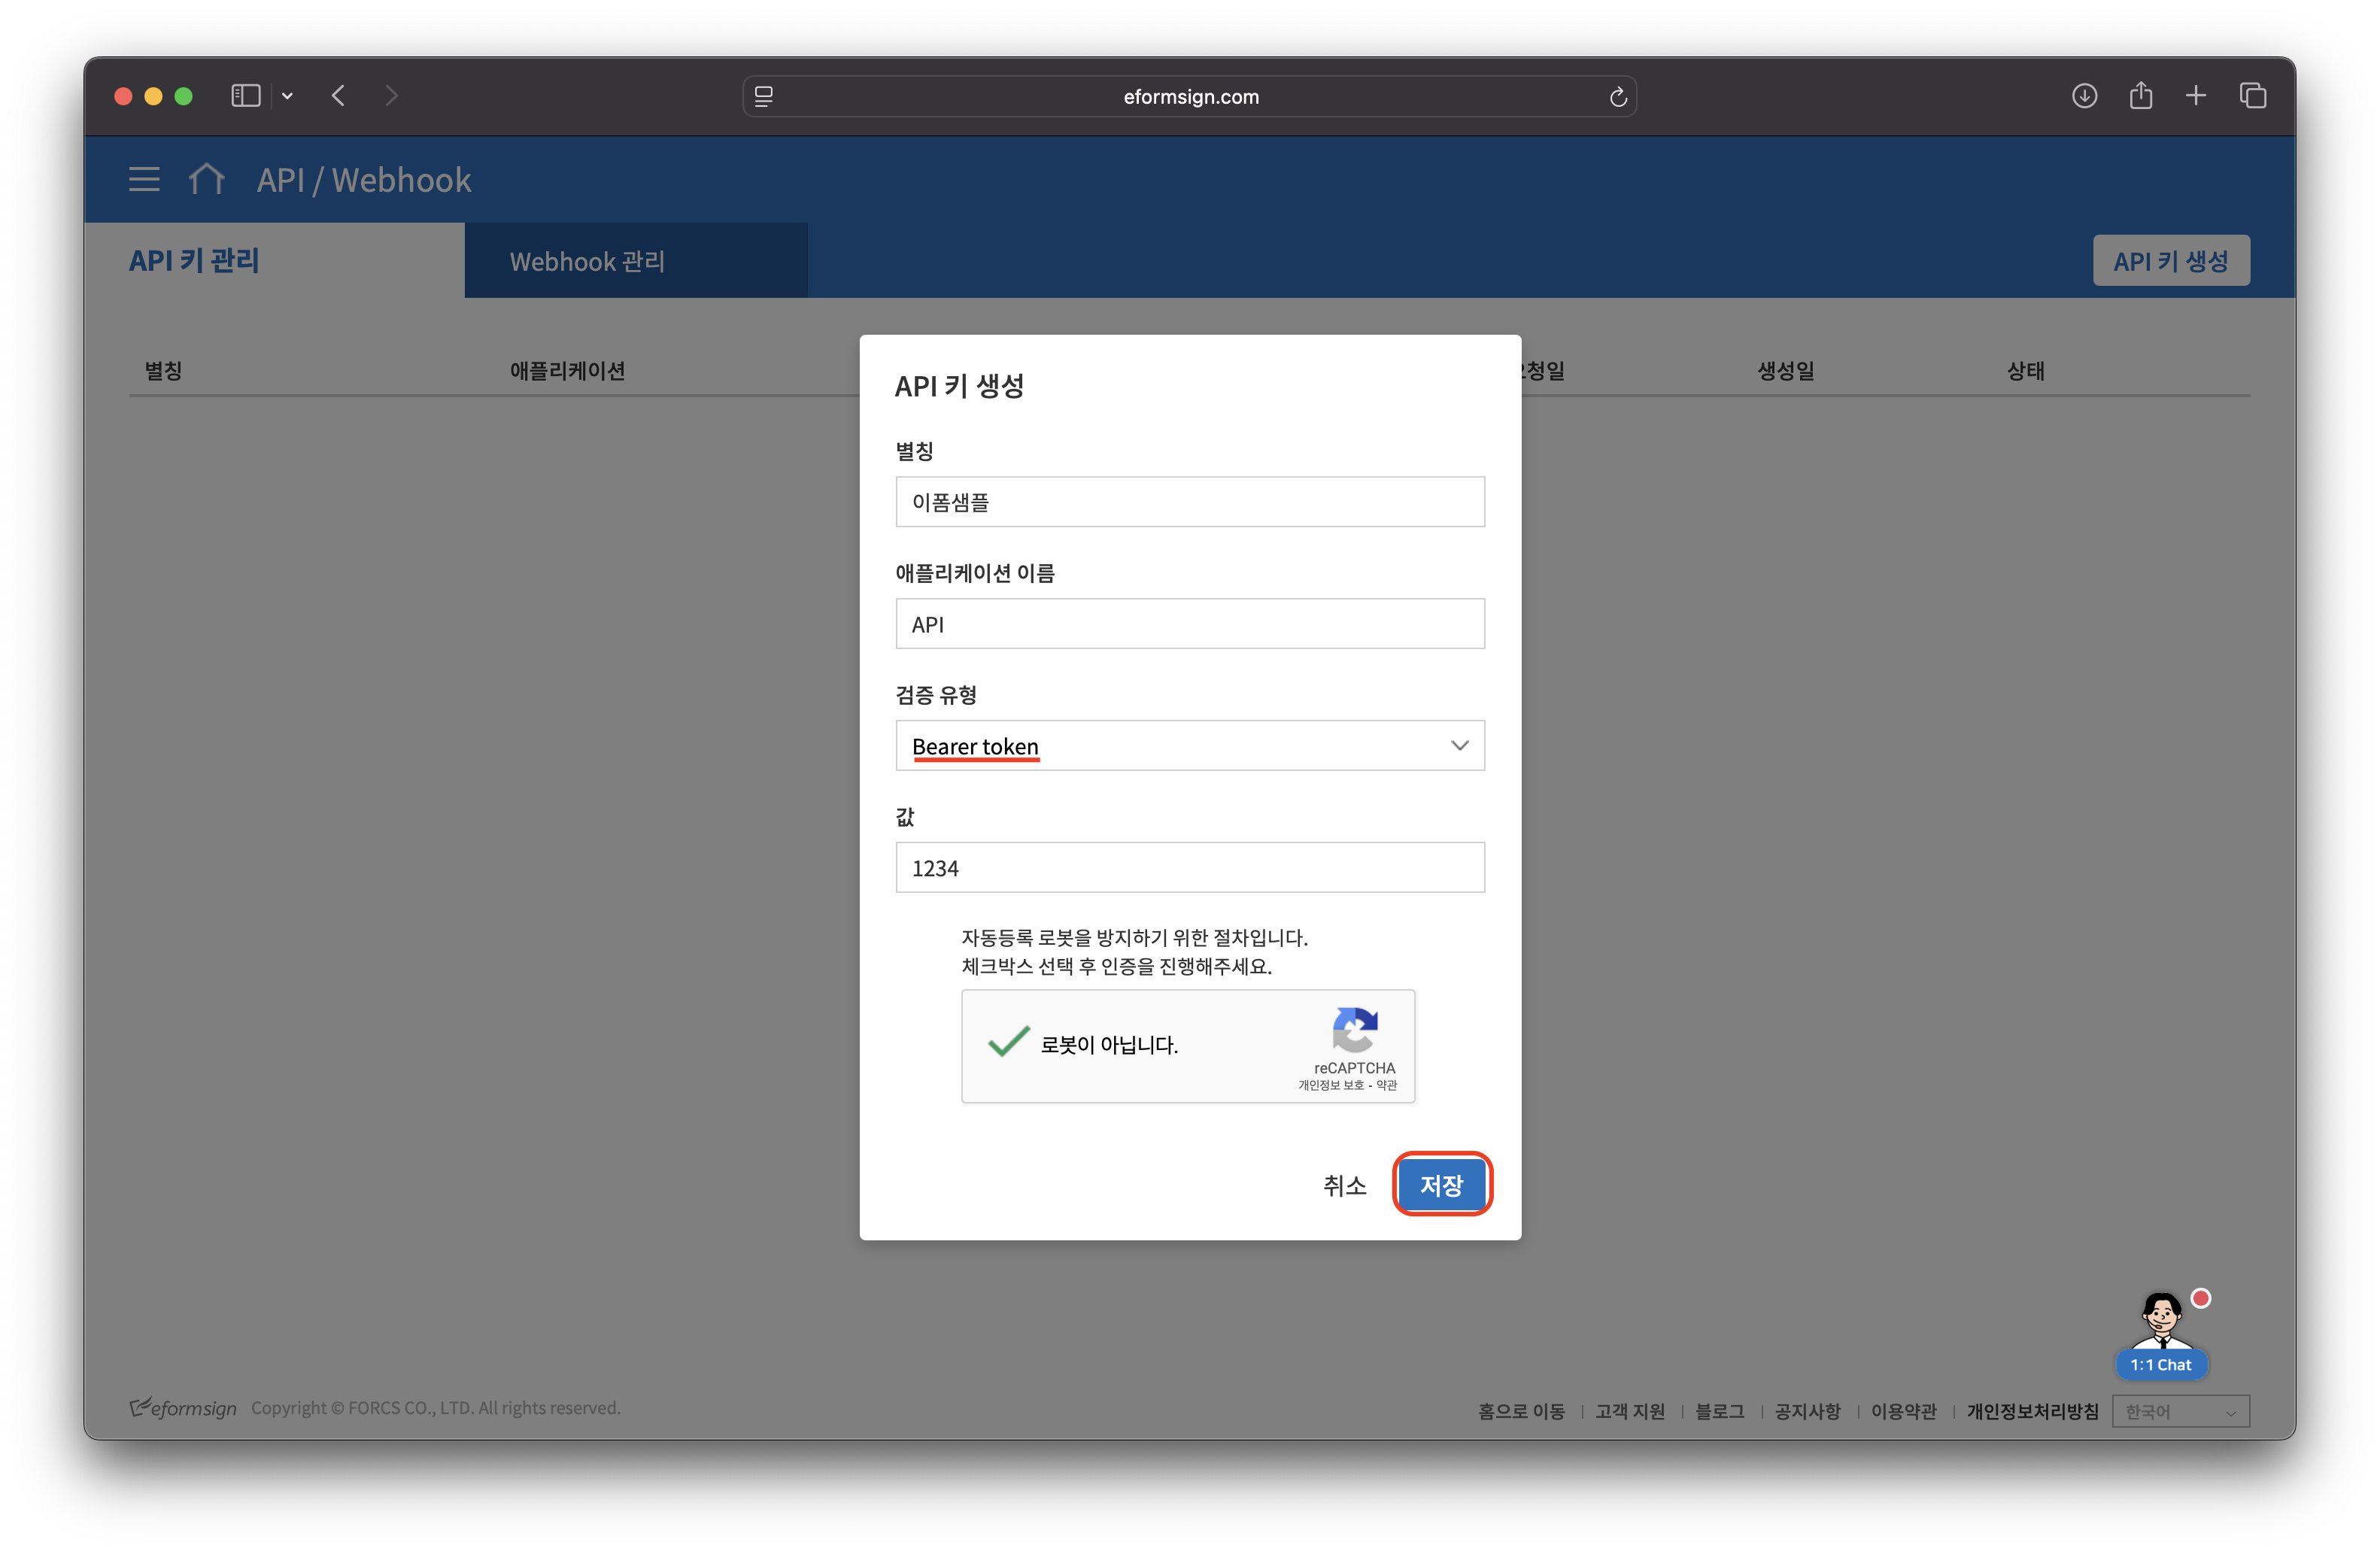 eformsign.com
API / Webhook
API 키 관리
Webhook 관리
API 키 생성
별칭
애플리케이션
청일
생성일
상태
API 키 생성
별칭
이폼샘플
애플리케이션 이름
API
검증 유형
Bearer token
값
1234
자동등록 로봇을 방지하기 위한 절차입니다.
체크박스 선택 후 인증을 진행해주세요.
로봇이 아닙니다.
reCAPTCHA
개인정보 보호 - 약관
취소
저장
1:1 Chat
eformsign Copyright © FORCS CO., LTD. All rights reserved.
홈으로 이동 | 고객 지원 | 블로그 | 공지사항 | 이용약관 | 개인정보처리방침
한국어